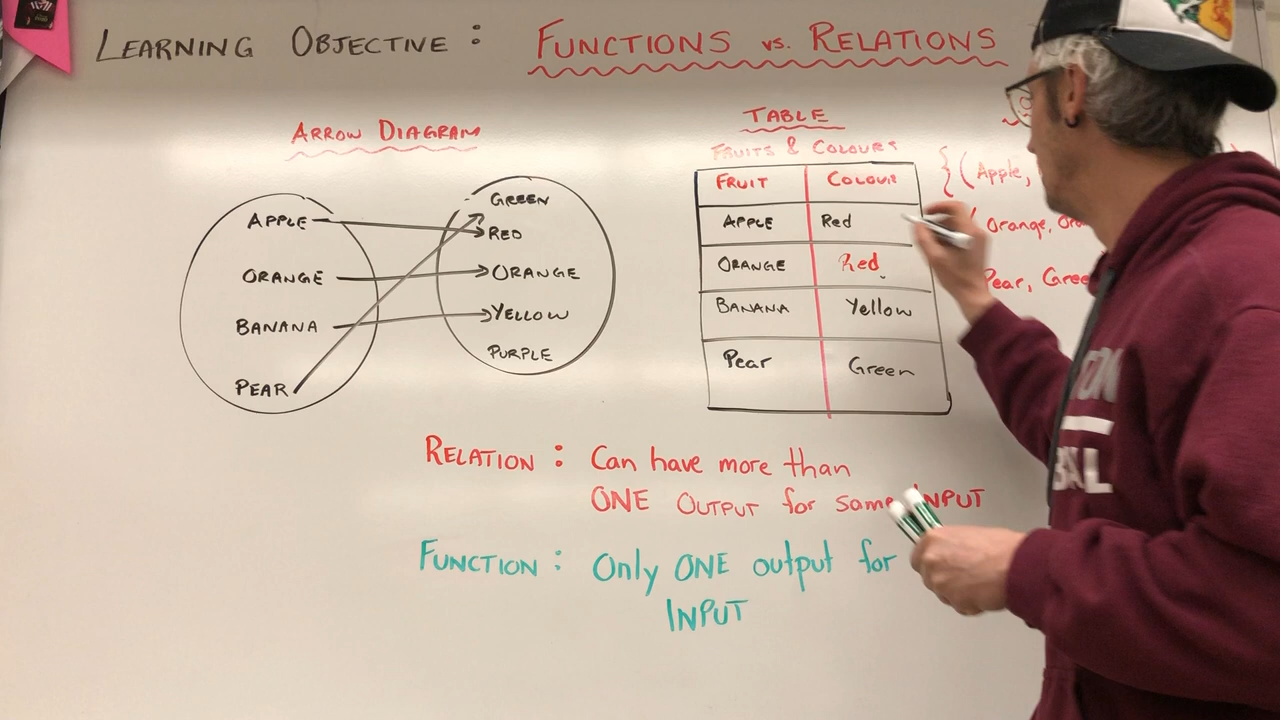 LEARNING OBJECTIVE : FUNCTIONS vs. RELATIONS
ARROW DIAGRAM
APPLE
ORANGE
BANANA
PEAR
GREEN
RED
ORANGE
YELLOW
PURPLE
TABLE
FRUITS & COLOURS
FRUIT COLOUR
APPLE Red
ORANGE Red
BANANA Yellow
Pear Green
{(Apple,
Orange,
Pear,
RELATION : Can have more than
ONE OUTPUT for same INPUT
FUNCTION : Only ONE output for
INPUT